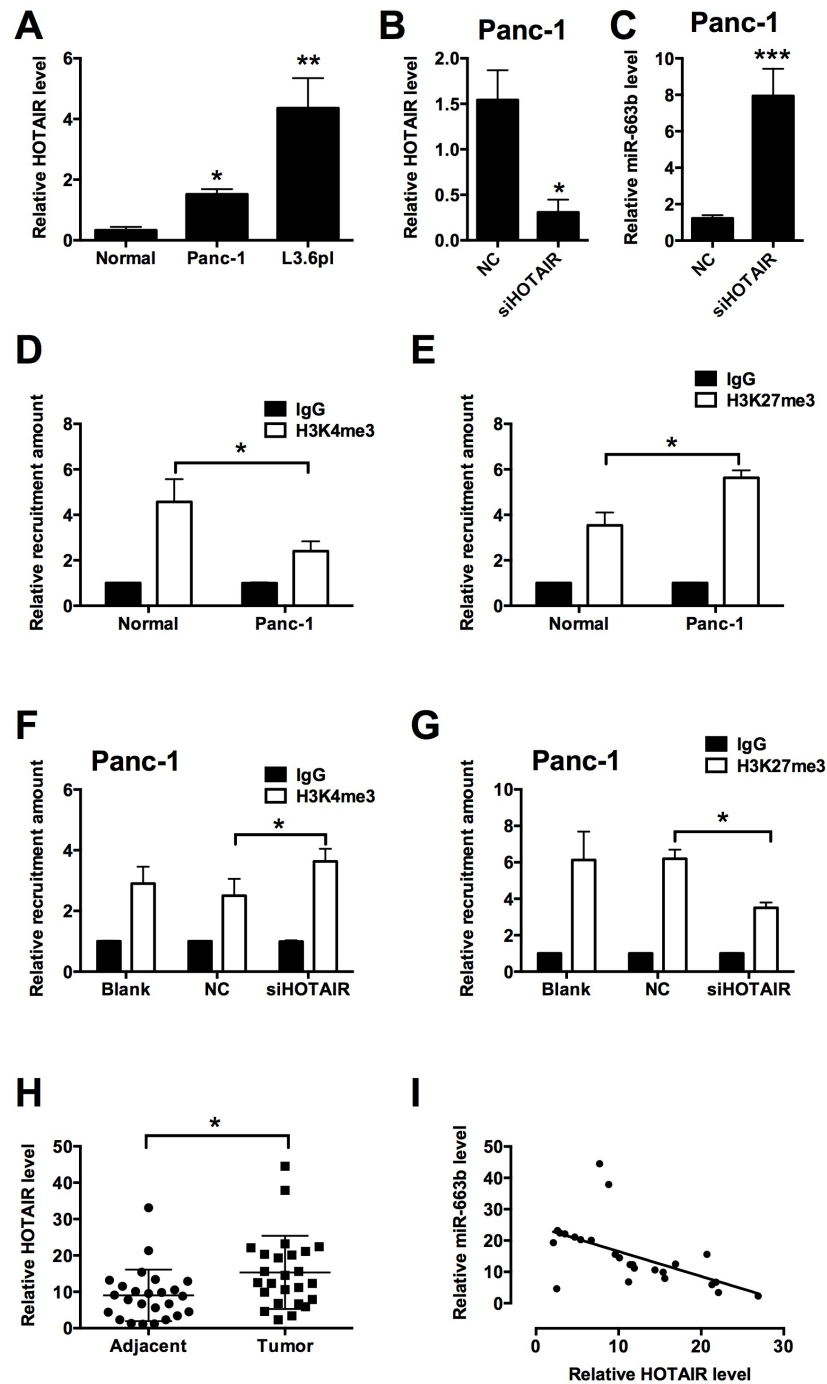 A
Relative HOTAIR level
6
4
2
0
*
**
Normal Panc-1 L3.6pl
B
Panc-1
Relative HOTAIR level
2.0
1.5
1.0
0.5
0.0
*
NC siHOTAIR
C
Panc-1
Relative miR-663b level
10
8
6
4
2
0
***
NC siHOTAIR
D
IgG
H3K4me3
Relative recruitment amount
8
6
4
2
0
*
Normal Panc-1
E
IgG
H3K27me3
Relative recruitment amount
8
6
4
2
0
*
Normal Panc-1
F
Panc-1
IgG
H3K4me3
Relative recruitment amount
6
4
2
0
*
Blank NC siHOTAIR
G
Panc-1
IgG
H3K27me3
Relative recruitment amount
10
8
6
4
2
0
*
Blank NC siHOTAIR
H
Relative HOTAIR level
50
40
30
20
10
0
*
Adjacent Tumor
I
Relative miR-663b level
50
40
30
20
10
0
0 10 20 30
Relative HOTAIR level